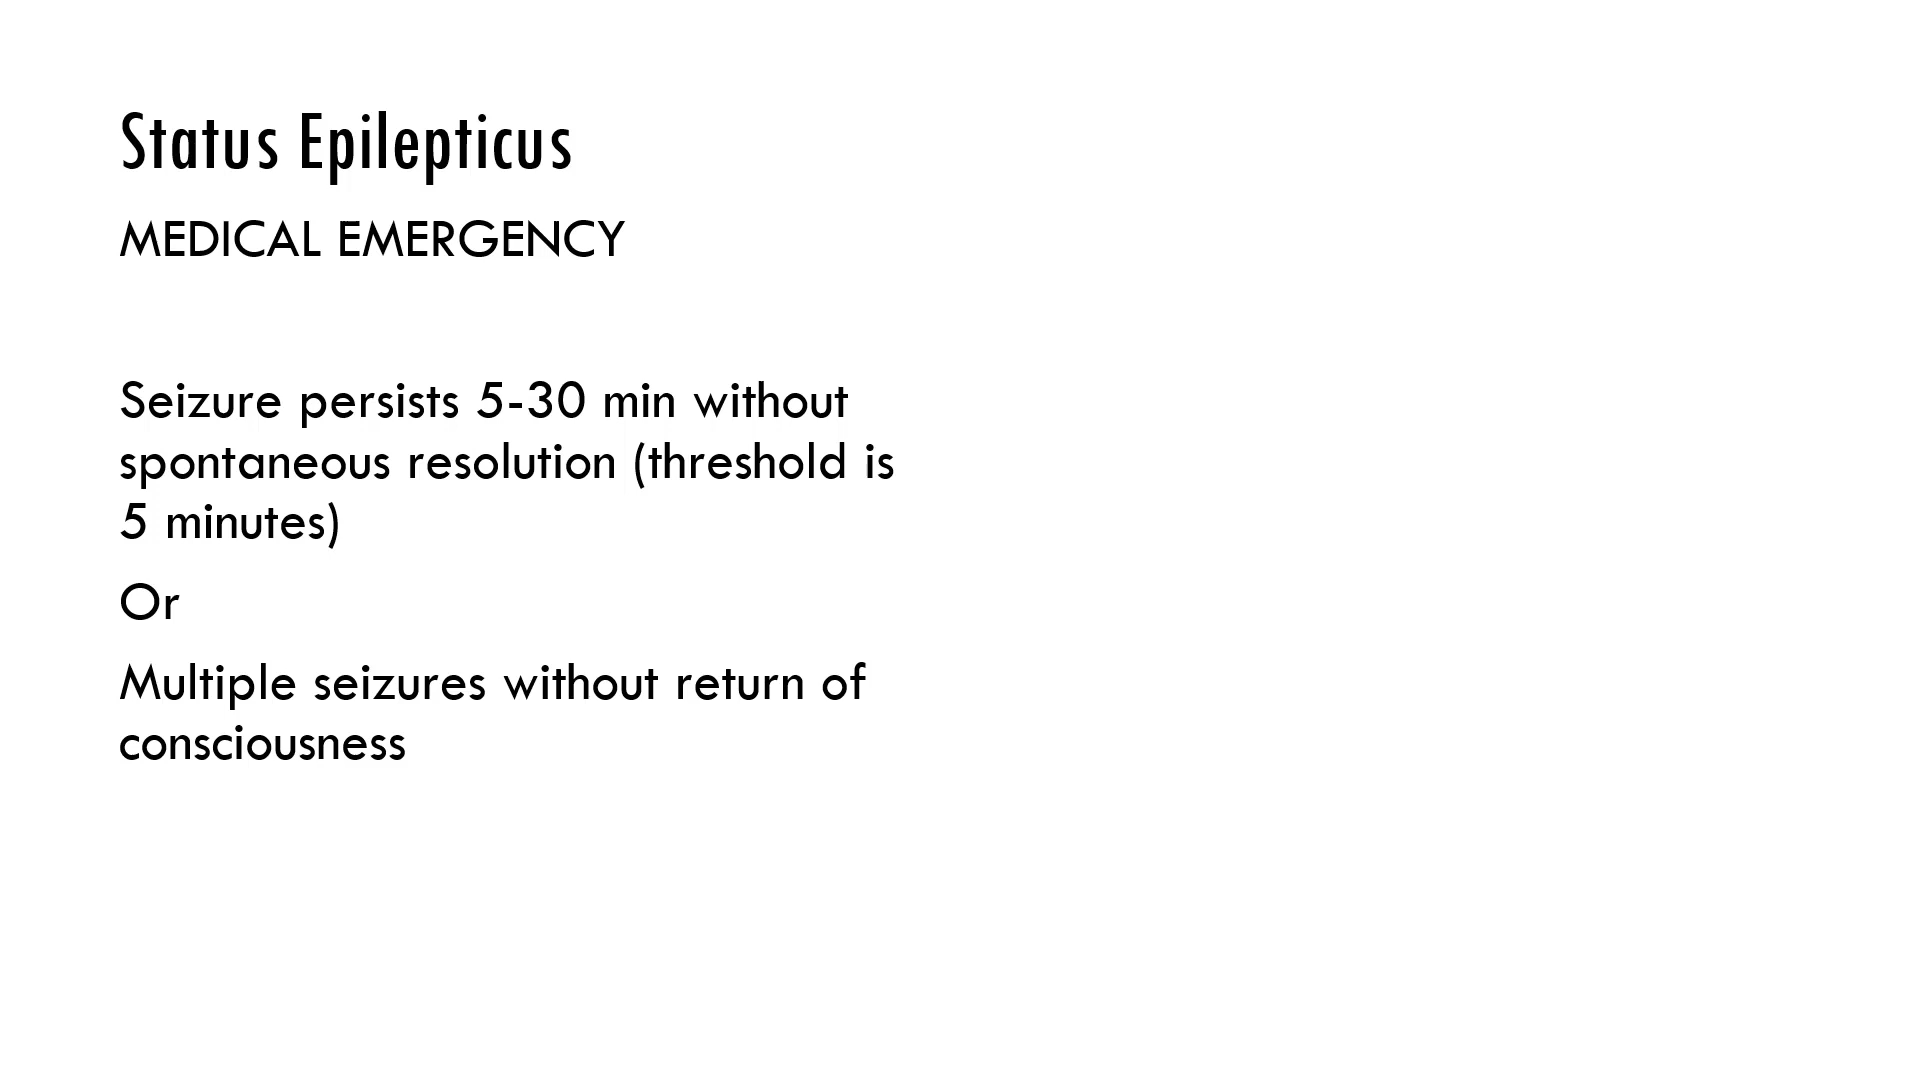 Status Epilepticus
MEDICAL EMERGENCY
Seizure persists 5-30 min without
spontaneous resolution (threshold is
5 minutes)
Or
Multiple seizures without return of
consciousness